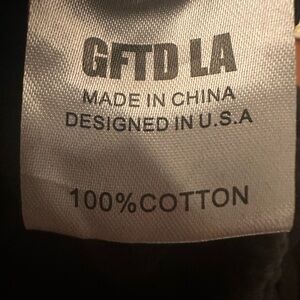 GFTD LA
MADE IN CHINA
DESIGNED IN U.S.A
100%COTTON